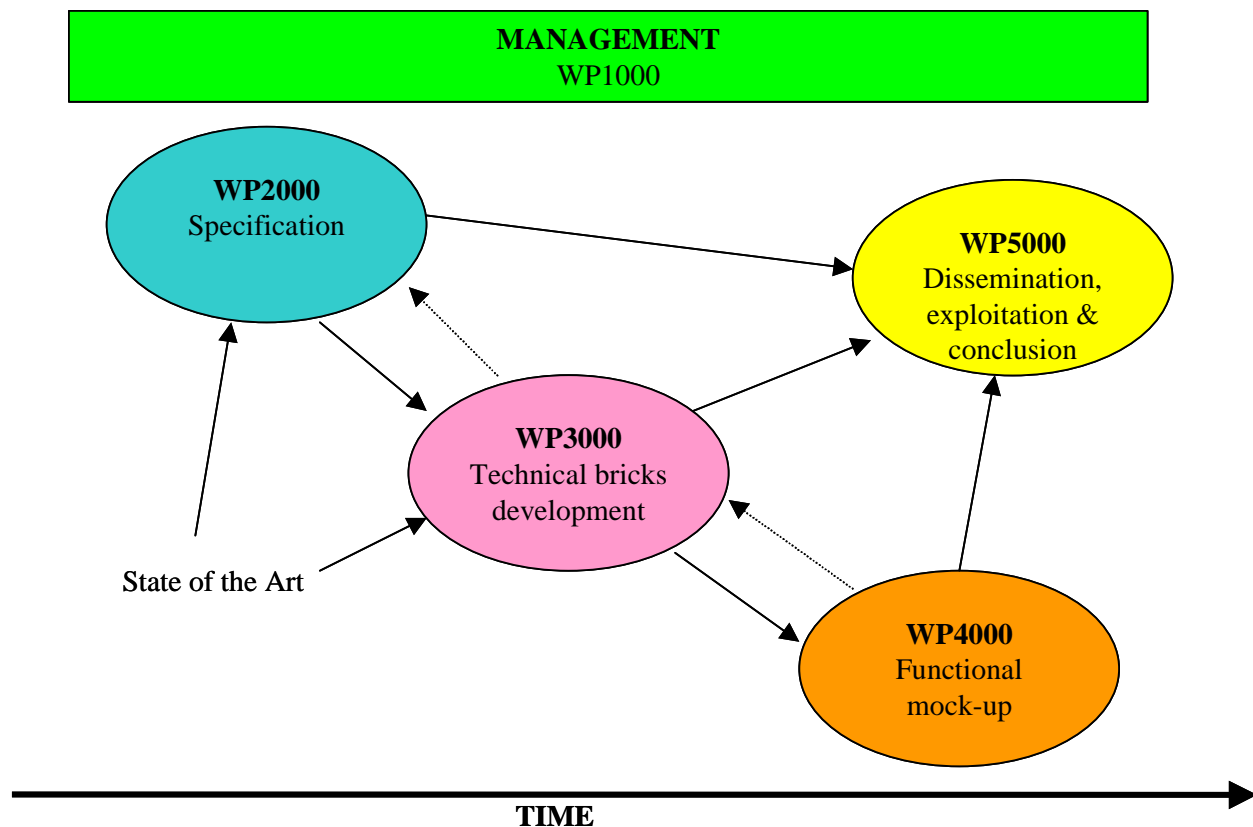 MANAGEMENT
WP1000
WP2000
Specification
WP5000
Dissemination,
exploitation &
conclusion
WP3000
Technical bricks
development
State of the Art
WP4000
Functional
mock-up
TIME